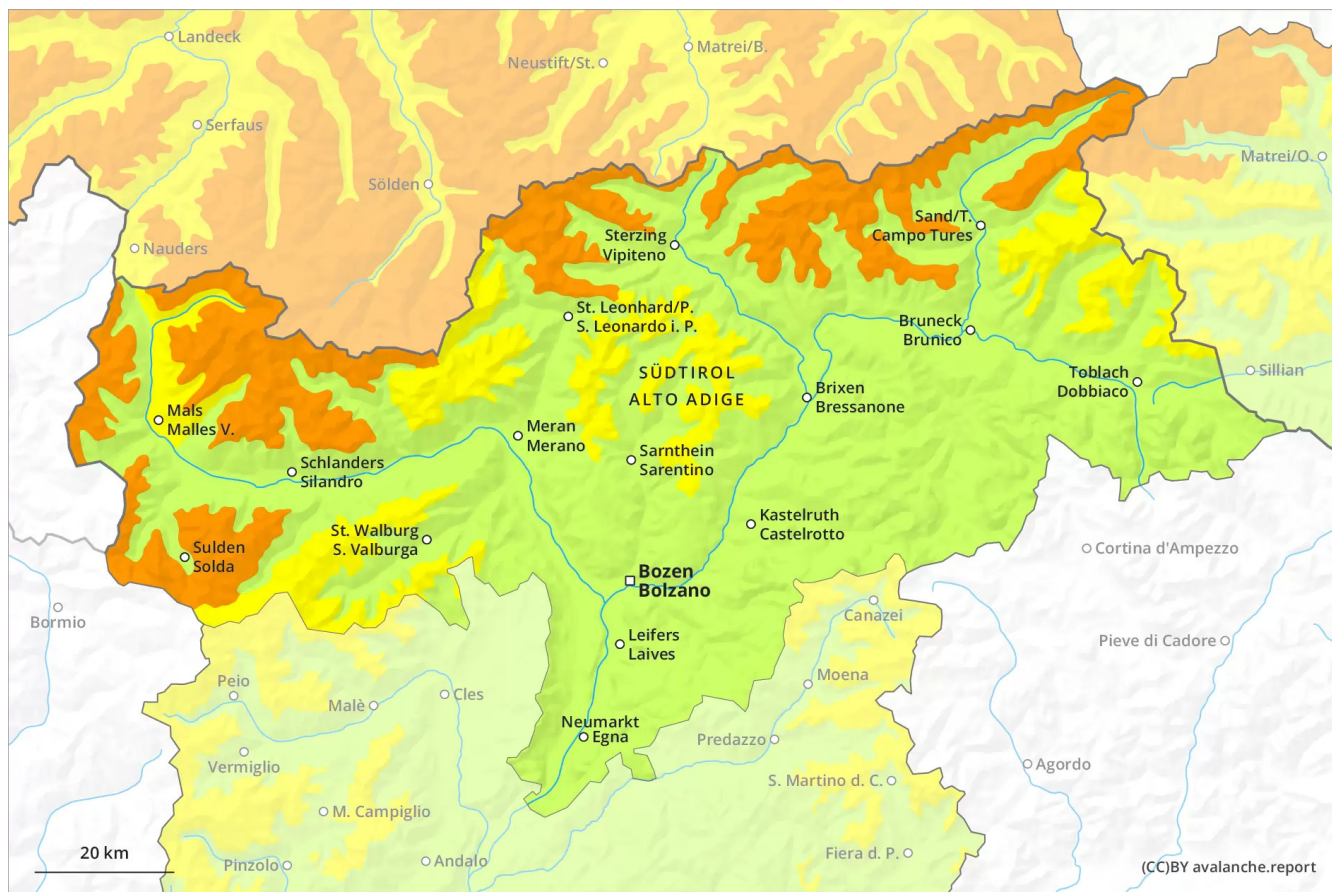 Landeck
Matrei/B.
Neustift/St.
Serfaus
Matrei/O.
Sölden
Sand/T.
Campo Tures
Sterzing
Vipiteno
Nauders
St. Leonhard/P.
S. Leonardo i. P.
Bruneck
Brunico
SÜDTIROL
ALTO ADIGE
Toblach
Dobbiaco
Sillian
Brixen
Bressanone
Mals
Malles V.
Meran
Merano
Sarnthein
Sarentino
Schlanders
Silandro
Kastelruth
Castelrotto
St. Walburg
S. Valburga
Sulden
Solda
Cortina d'Ampezzo
Bozen
Bolzano
Bormio
Canazei
Leifers
Laives
Pieve di Cadore
Peio
Moena
Malè
Cles
Neumarkt
Egna
Predazzo
Vermiglio
Agordo
S. Martino d. C.
M. Campiglio
20 km
Pinzolo
Andalo
Fiera d. P.
(CC)BY avalanche.report